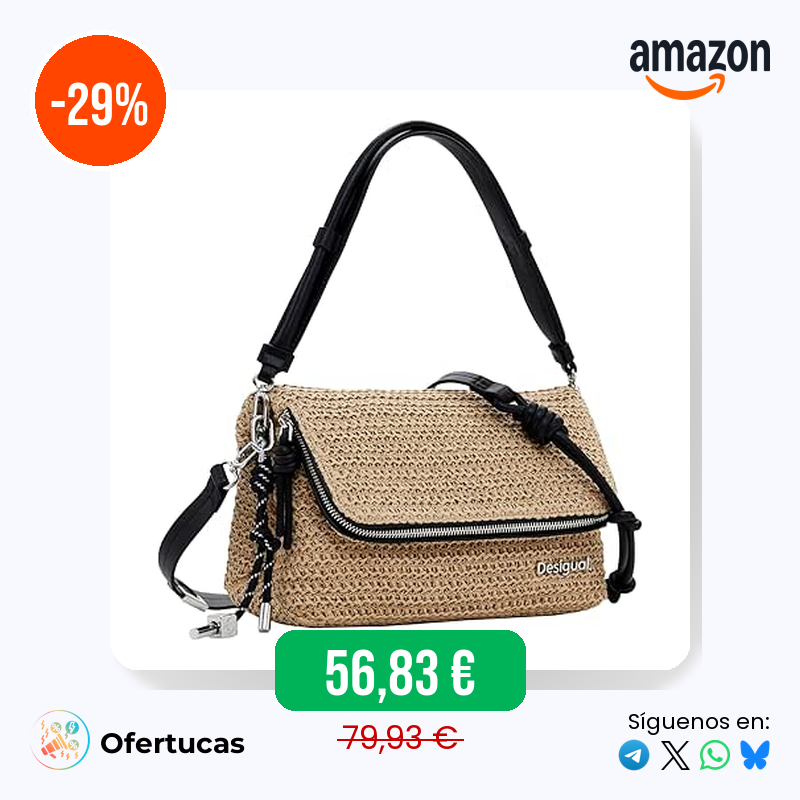 -29%
amazon
Desigual.
56,83 €
79,93 €
Ofertucas
Síguenos en: